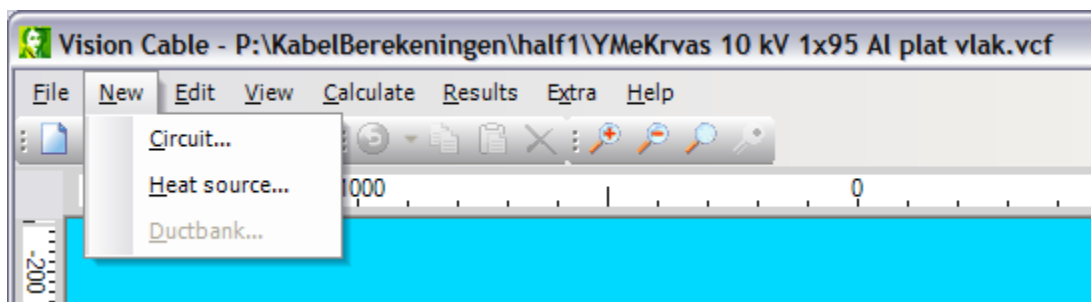 Vision Cable - P:\KabelBerekeningen\half1\YMeKrvas 10 kV 1x95 Al plat vlak.vcf
File New Edit View Calculate Results Extra Help
Circuit...
Heat source...
Ductbank...
1000 0
-200